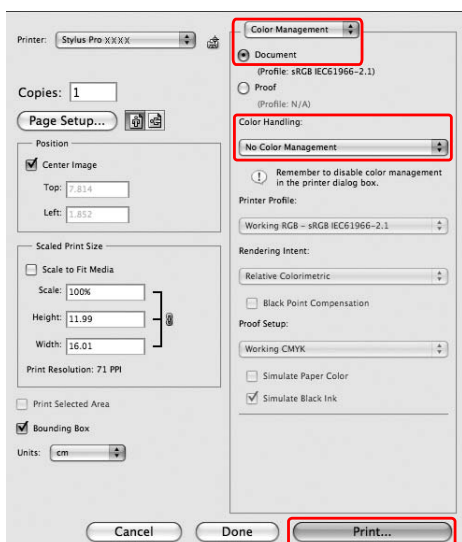 Printer: Stylus Pro XXXX
Copies: 1
Page Setup...
Position
Center Image
Top: 7.814
Left: 1.852
Scaled Print Size
Scale to Fit Media
Scale: 100%
Height: 11.99
Width: 16.01
Print Resolution: 71 PPI
Print Selected Area
Bounding Box
Units: cm
Color Management
Document
(Profile: sRGB IEC61966-2.1)
Proof
(Profile: N/A)
Color Handling:
No Color Management
Remember to disable color management
in the printer dialog box.
Printer Profile:
Working RGB - sRGB IEC61966-2.1
Rendering Intent:
Relative Colorimetric
Black Point Compensation
Proof Setup:
Working CMYK
Simulate Paper Color
Simulate Black Ink
Cancel
Done
Print...